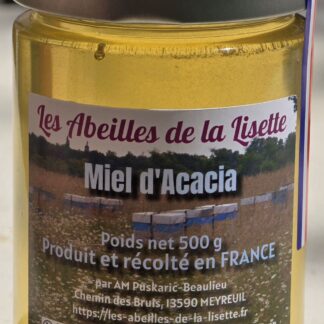 Les Abeilles de la Lisette
Miel d'Acacia
Poids net 500 g
Produit et récolté en FRANCE
par AM Puskaric-Beaulieu
Chemin des Brufs, 13590 MEYREUIL
https://les-abeilles-de-la-lisette.fr